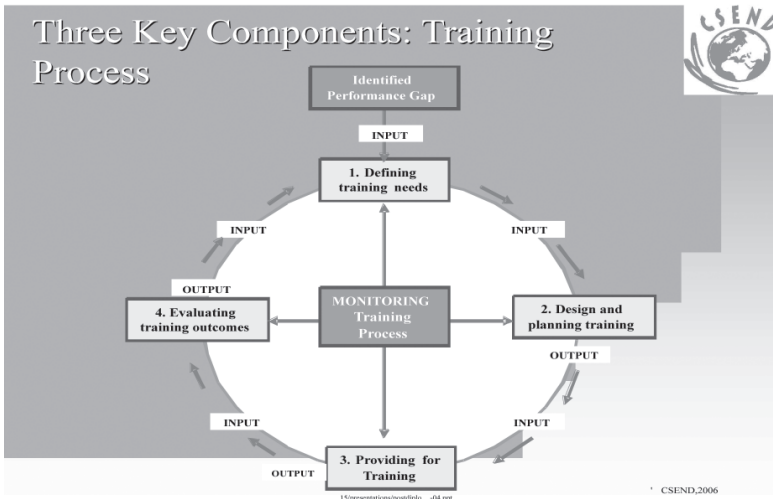 Three Key Components: Training
Process
CSEND
Identified
Performance Gap
INPUT
1. Defining
training needs
INPUT
INPUT
OUTPUT
4. Evaluating
training outcomes
MONITORING
Training
Process
2. Design and
planning training
OUTPUT
INPUT
INPUT
3. Providing for
Training
OUTPUT
CSEND,2006